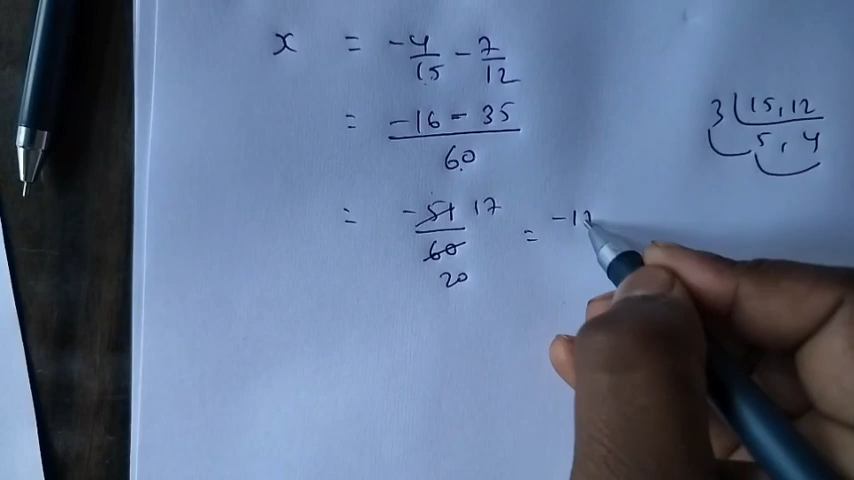 x = -4/15 - 7/12
= -16 - 35/60
3 | 15, 12
5, 4
= -51/60 17 = -17
20